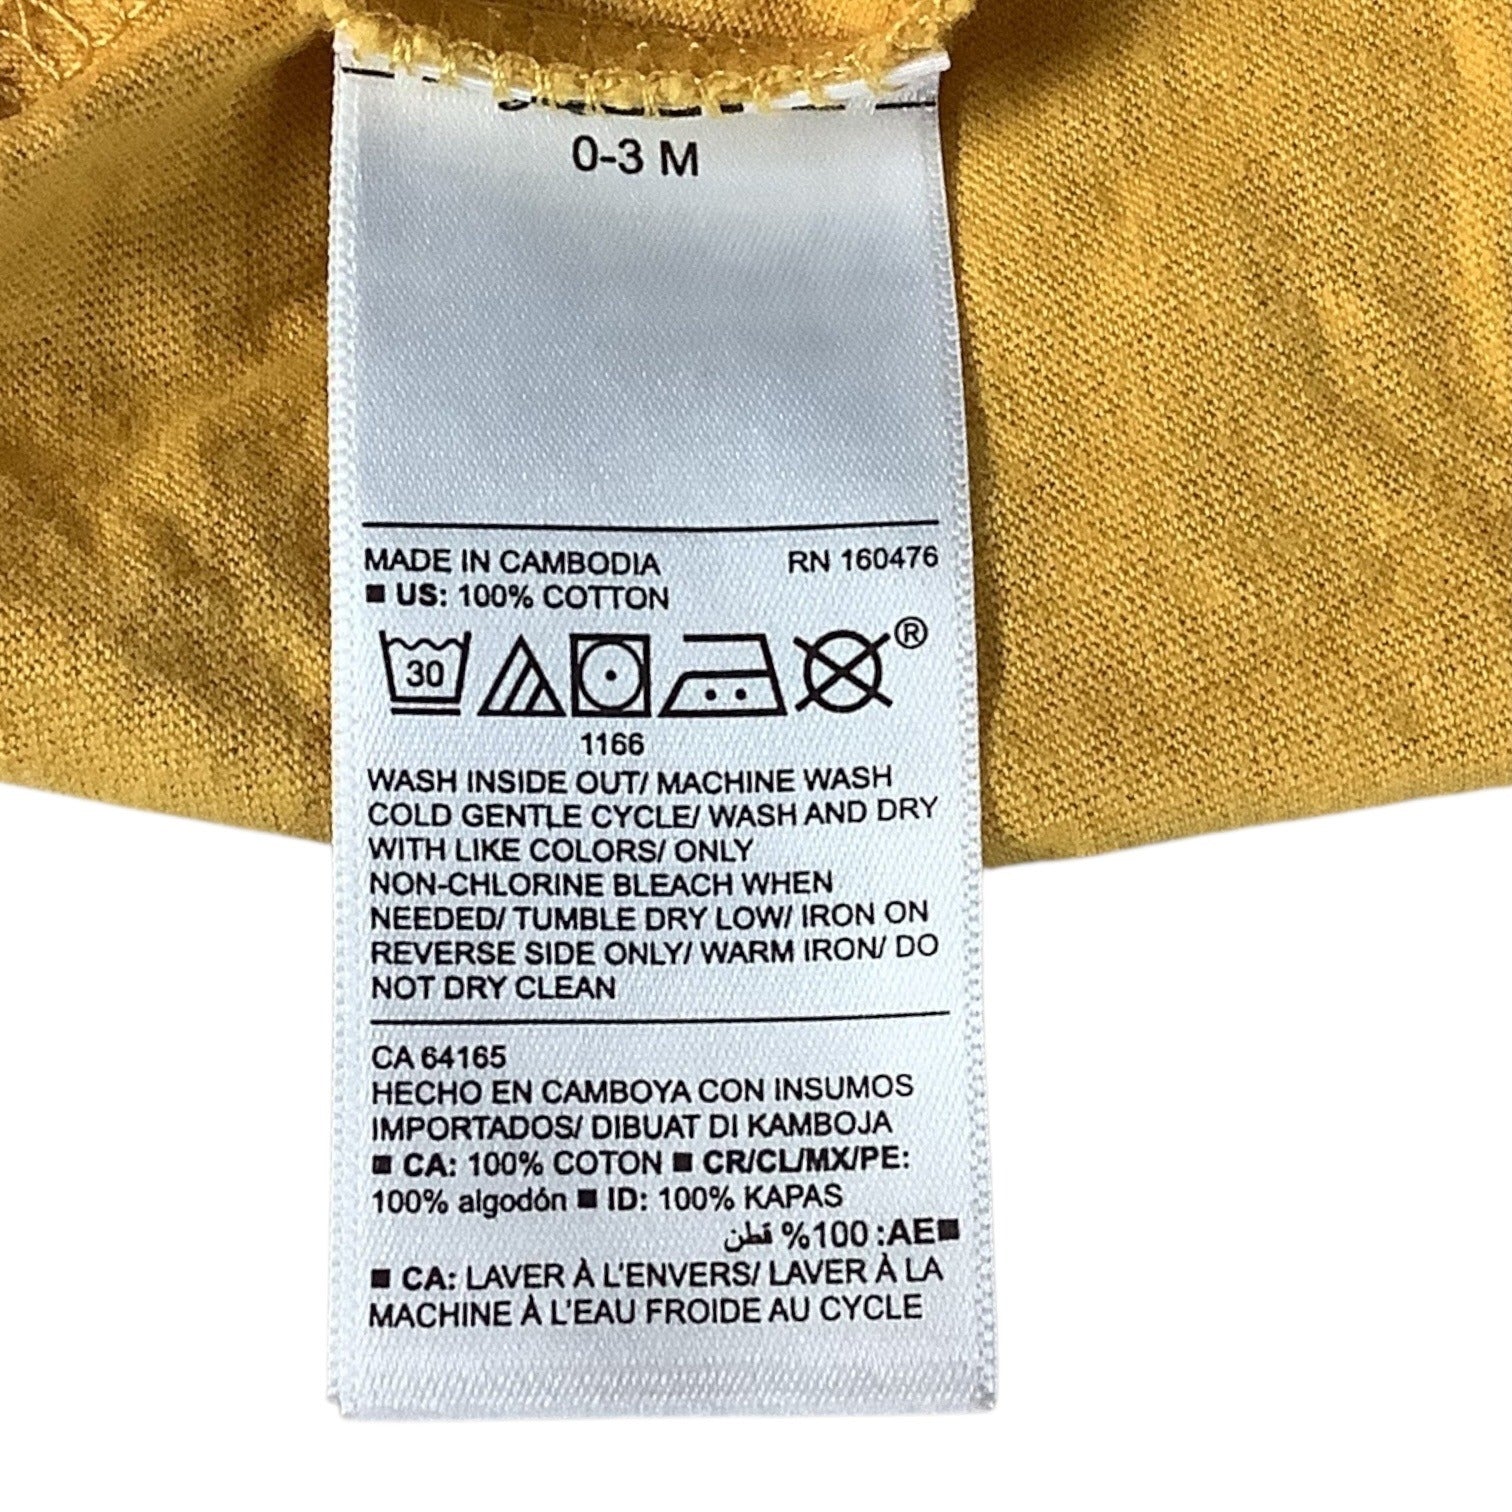 0-3 M
MADE IN CAMBODIA RN 160476
■ US: 100% COTTON
30 ®
1166
WASH INSIDE OUT/ MACHINE WASH
COLD GENTLE CYCLE/ WASH AND DRY
WITH LIKE COLORS/ ONLY
NON-CHLORINE BLEACH WHEN
NEEDED/ TUMBLE DRY LOW/ IRON ON
REVERSE SIDE ONLY/ WARM IRON/ DO
NOT DRY CLEAN
CA 64165
HECHO EN CAMBOYA CON INSUMOS
IMPORTADOS/ DIBUAT DI KAMBOJA
■ CA: 100% COTON ■ CR/CL/MX/PE:
100% algodón ■ ID: 100% KAPAS
■AE: 100% قطن
■ CA: LAVER À L'ENVERS/ LAVER À LA
MACHINE À L'EAU FROIDE AU CYCLE